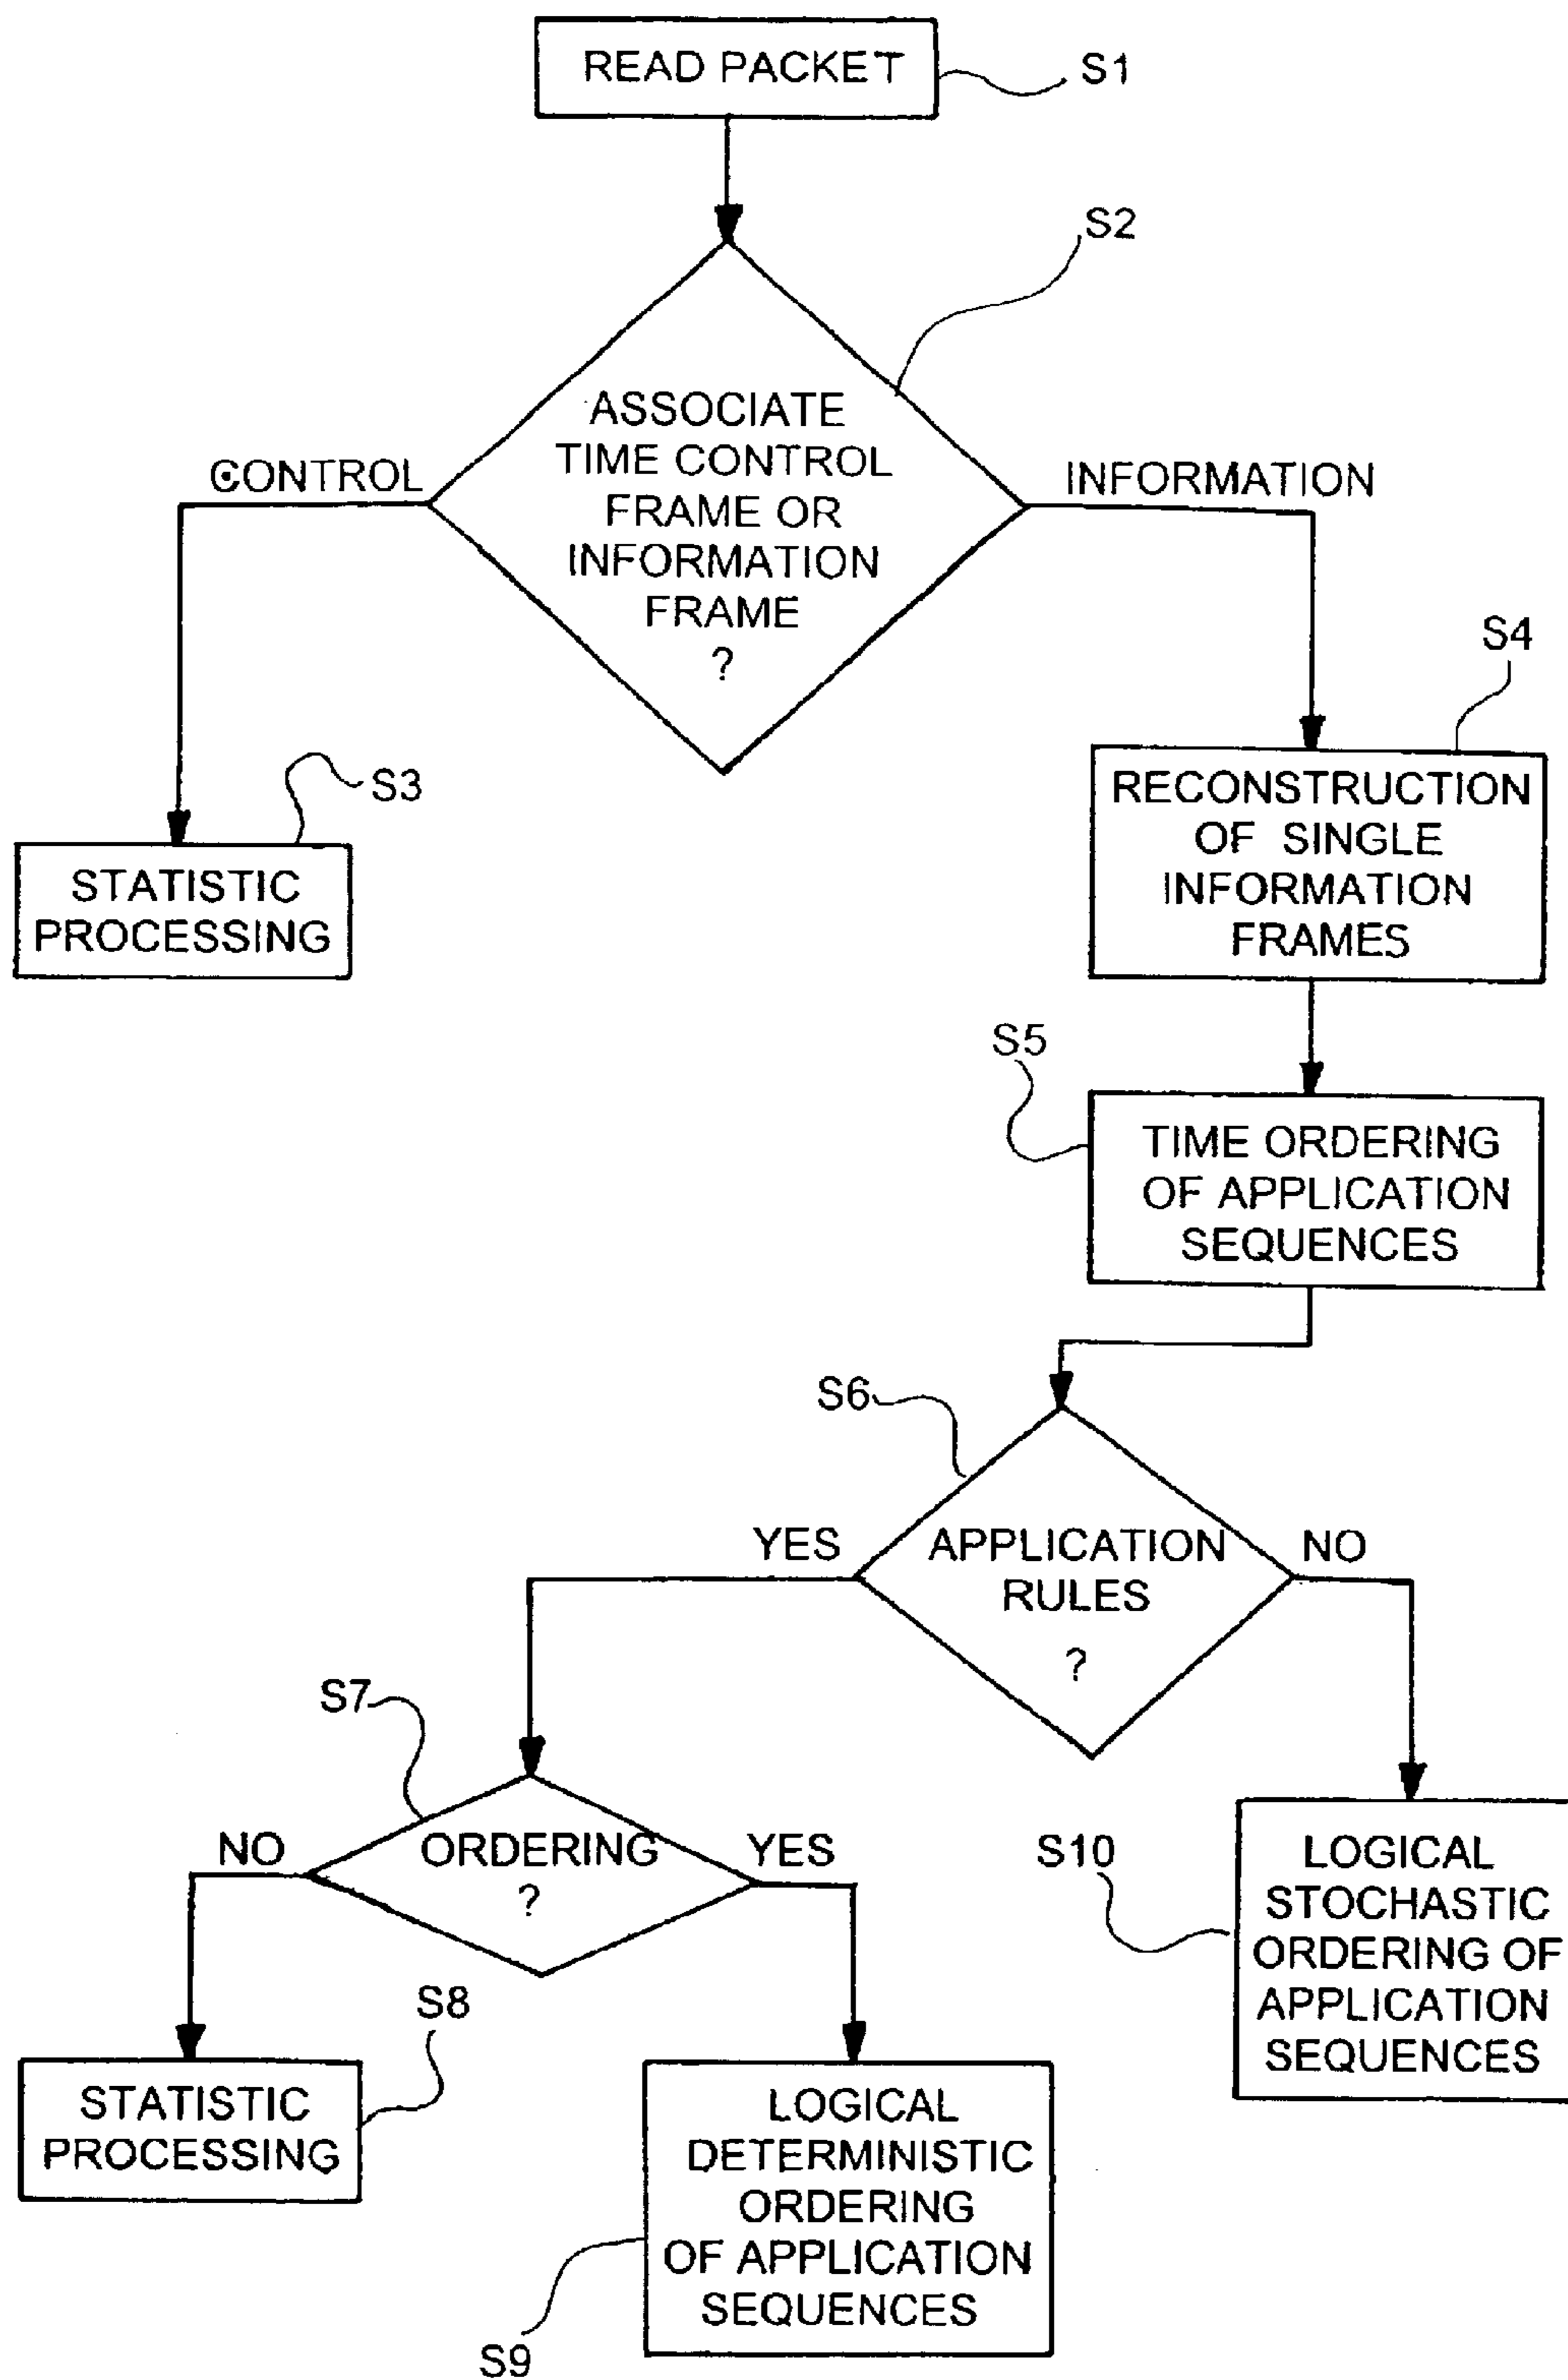 READ PACKET
S1
S2
ASSOCIATE
TIME CONTROL
FRAME OR
INFORMATION
FRAME
?
CONTROL
INFORMATION
S3
STATISTIC
PROCESSING
S4
RECONSTRUCTION
OF SINGLE
INFORMATION
FRAMES
S5
TIME ORDERING
OF APPLICATION
SEQUENCES
S6
YES
APPLICATION
RULES
?
NO
S7
NO
ORDERING
?
YES
S10
LOGICAL
STOCHASTIC
ORDERING OF
APPLICATION
SEQUENCES
S8
STATISTIC
PROCESSING
LOGICAL
DETERMINISTIC
ORDERING
OF APPLICATION
SEQUENCES
S9